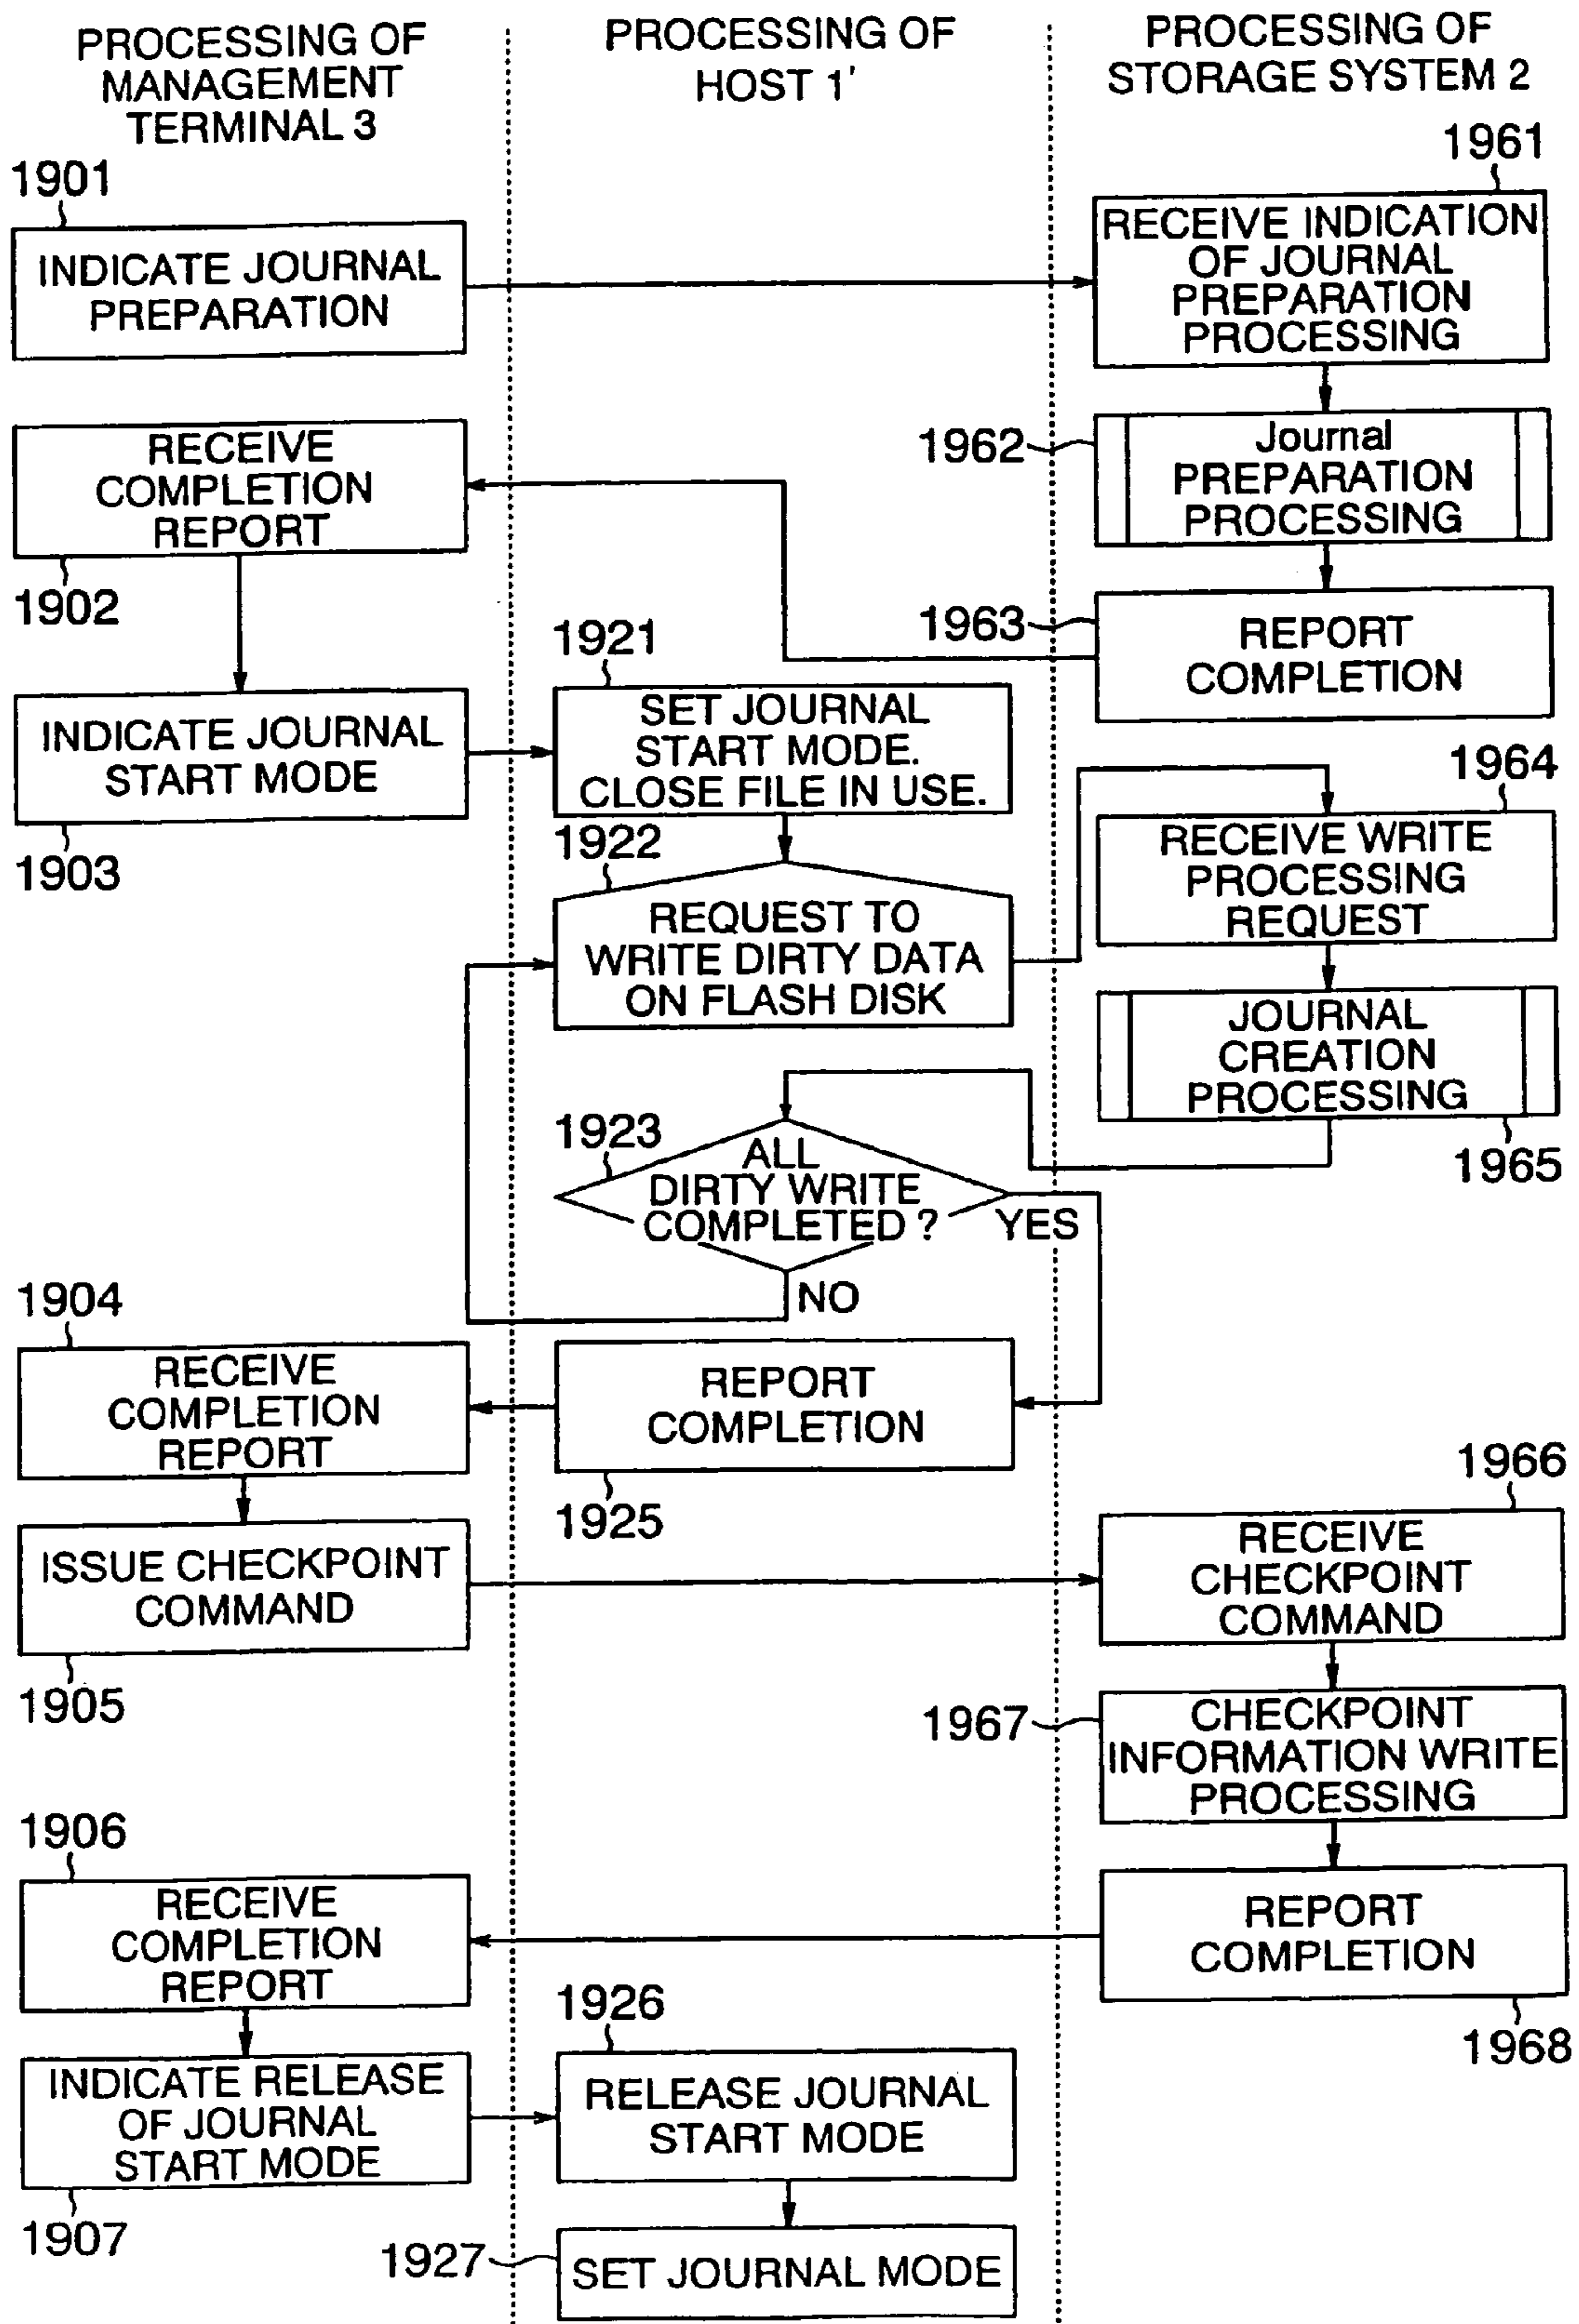 PROCESSING OF
MANAGEMENT
TERMINAL 3
PROCESSING OF
HOST 1'
PROCESSING OF
STORAGE SYSTEM 2
1901
INDICATE JOURNAL
PREPARATION
1961
RECEIVE INDICATION
OF JOURNAL
PREPARATION
PROCESSING
1962
Journal
PREPARATION
PROCESSING
RECEIVE
COMPLETION
REPORT
1902
1963
REPORT
COMPLETION
INDICATE JOURNAL
START MODE
1903
1921
SET JOURNAL
START MODE.
CLOSE FILE IN USE.
1922
REQUEST TO
WRITE DIRTY DATA
ON FLASH DISK
1964
RECEIVE WRITE
PROCESSING
REQUEST
JOURNAL
CREATION
PROCESSING
1965
1923
ALL
DIRTY WRITE
COMPLETED ?
YES
NO
1904
RECEIVE
COMPLETION
REPORT
REPORT
COMPLETION
1925
ISSUE CHECKPOINT
COMMAND
1905
1966
RECEIVE
CHECKPOINT
COMMAND
1967
CHECKPOINT
INFORMATION WRITE
PROCESSING
1906
RECEIVE
COMPLETION
REPORT
REPORT
COMPLETION
1968
INDICATE RELEASE
OF JOURNAL
START MODE
1907
1926
RELEASE JOURNAL
START MODE
1927
SET JOURNAL MODE